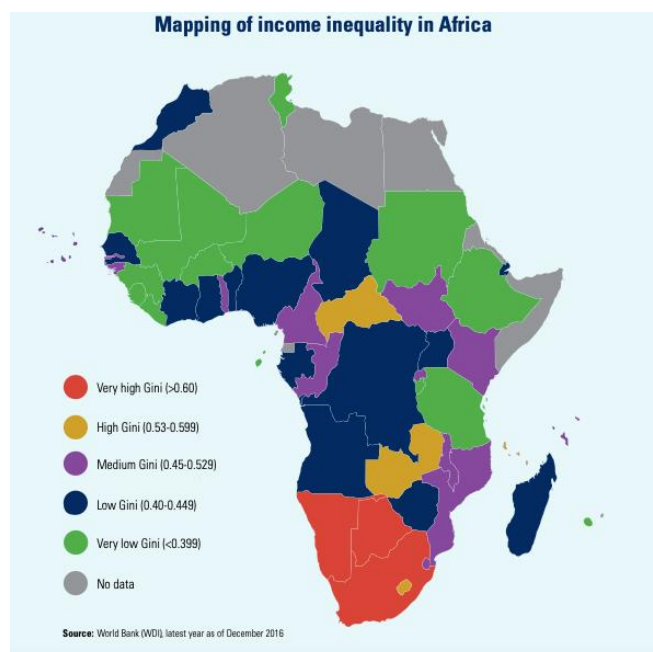 Mapping of income inequality in Africa
Very high Gini (>0.60)
High Gini (0.53-0.599)
Medium Gini (0.45-0.529)
Low Gini (0.40-0.449)
Very low Gini (<0.399)
No data
Source: World Bank (WDI), latest year as of December 2016